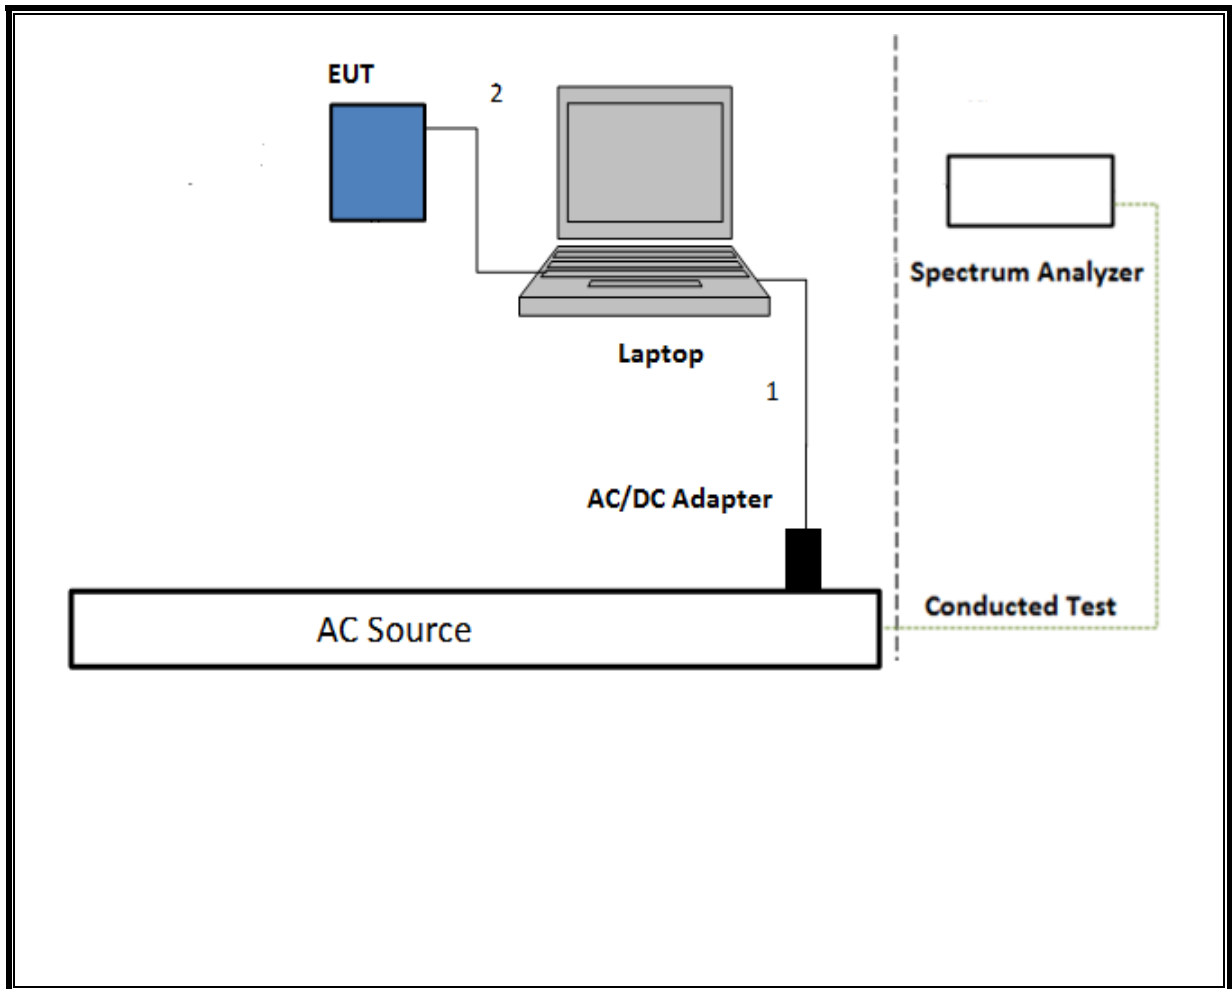 EUT
2
Spectrum Analyzer
Laptop
1
AC/DC Adapter
Conducted Test
AC Source